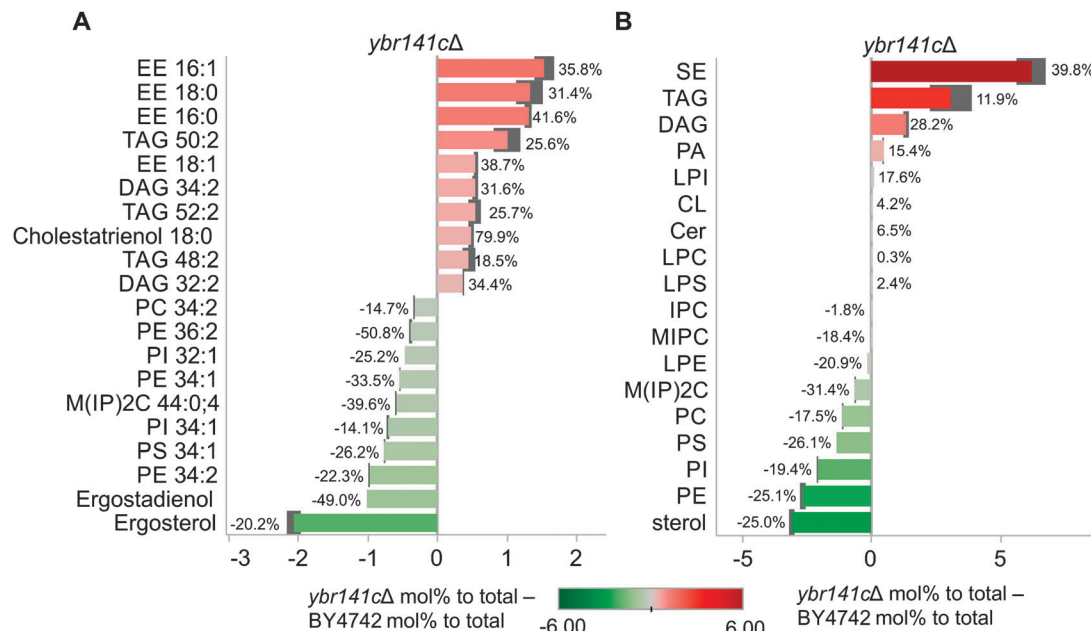 A
ybr141cΔ
EE 16:1 35.8%
EE 18:0 31.4%
EE 16:0 41.6%
TAG 50:2 25.6%
EE 18:1 38.7%
DAG 34:2 31.6%
TAG 52:2 25.7%
Cholestatrienol 18:0 79.9%
TAG 48:2 18.5%
DAG 32:2 34.4%
PC 34:2 -14.7%
PE 36:2 -50.8%
PI 32:1 -25.2%
PE 34:1 -33.5%
M(IP)2C 44:0;4 -39.6%
PI 34:1 -14.1%
PS 34:1 -26.2%
PE 34:2 -22.3%
Ergostadienol -49.0%
Ergosterol -20.2%
-3 -2 -1 0 1 2
ybr141cΔ mol% to total –
BY4742 mol% to total
B
ybr141cΔ
SE 39.8%
TAG 11.9%
DAG 28.2%
PA 15.4%
LPI 17.6%
CL 4.2%
Cer 6.5%
LPC 0.3%
LPS 2.4%
IPC -1.8%
MIPC -18.4%
LPE -20.9%
M(IP)2C -31.4%
PC -17.5%
PS -26.1%
PI -19.4%
PE -25.1%
sterol -25.0%
-5 0 5
ybr141cΔ mol% to total –
BY4742 mol% to total
-6.00 6.00